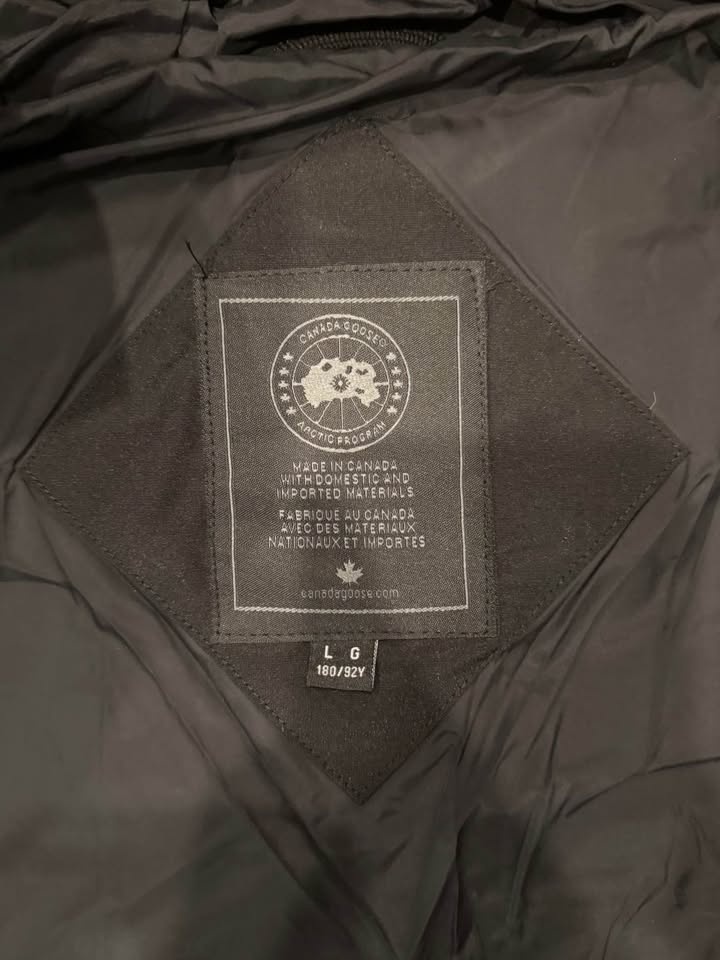 CANADA GOOSE®
ARCTIC PROGRAM
MADE IN CANADA
WITH DOMESTIC AND
IMPORTED MATERIALS
FABRIQUE AU CANADA
AVEC DES MATERIAUX
NATIONAUX ET IMPORTES
canadagoose.com
L G
180/92Y